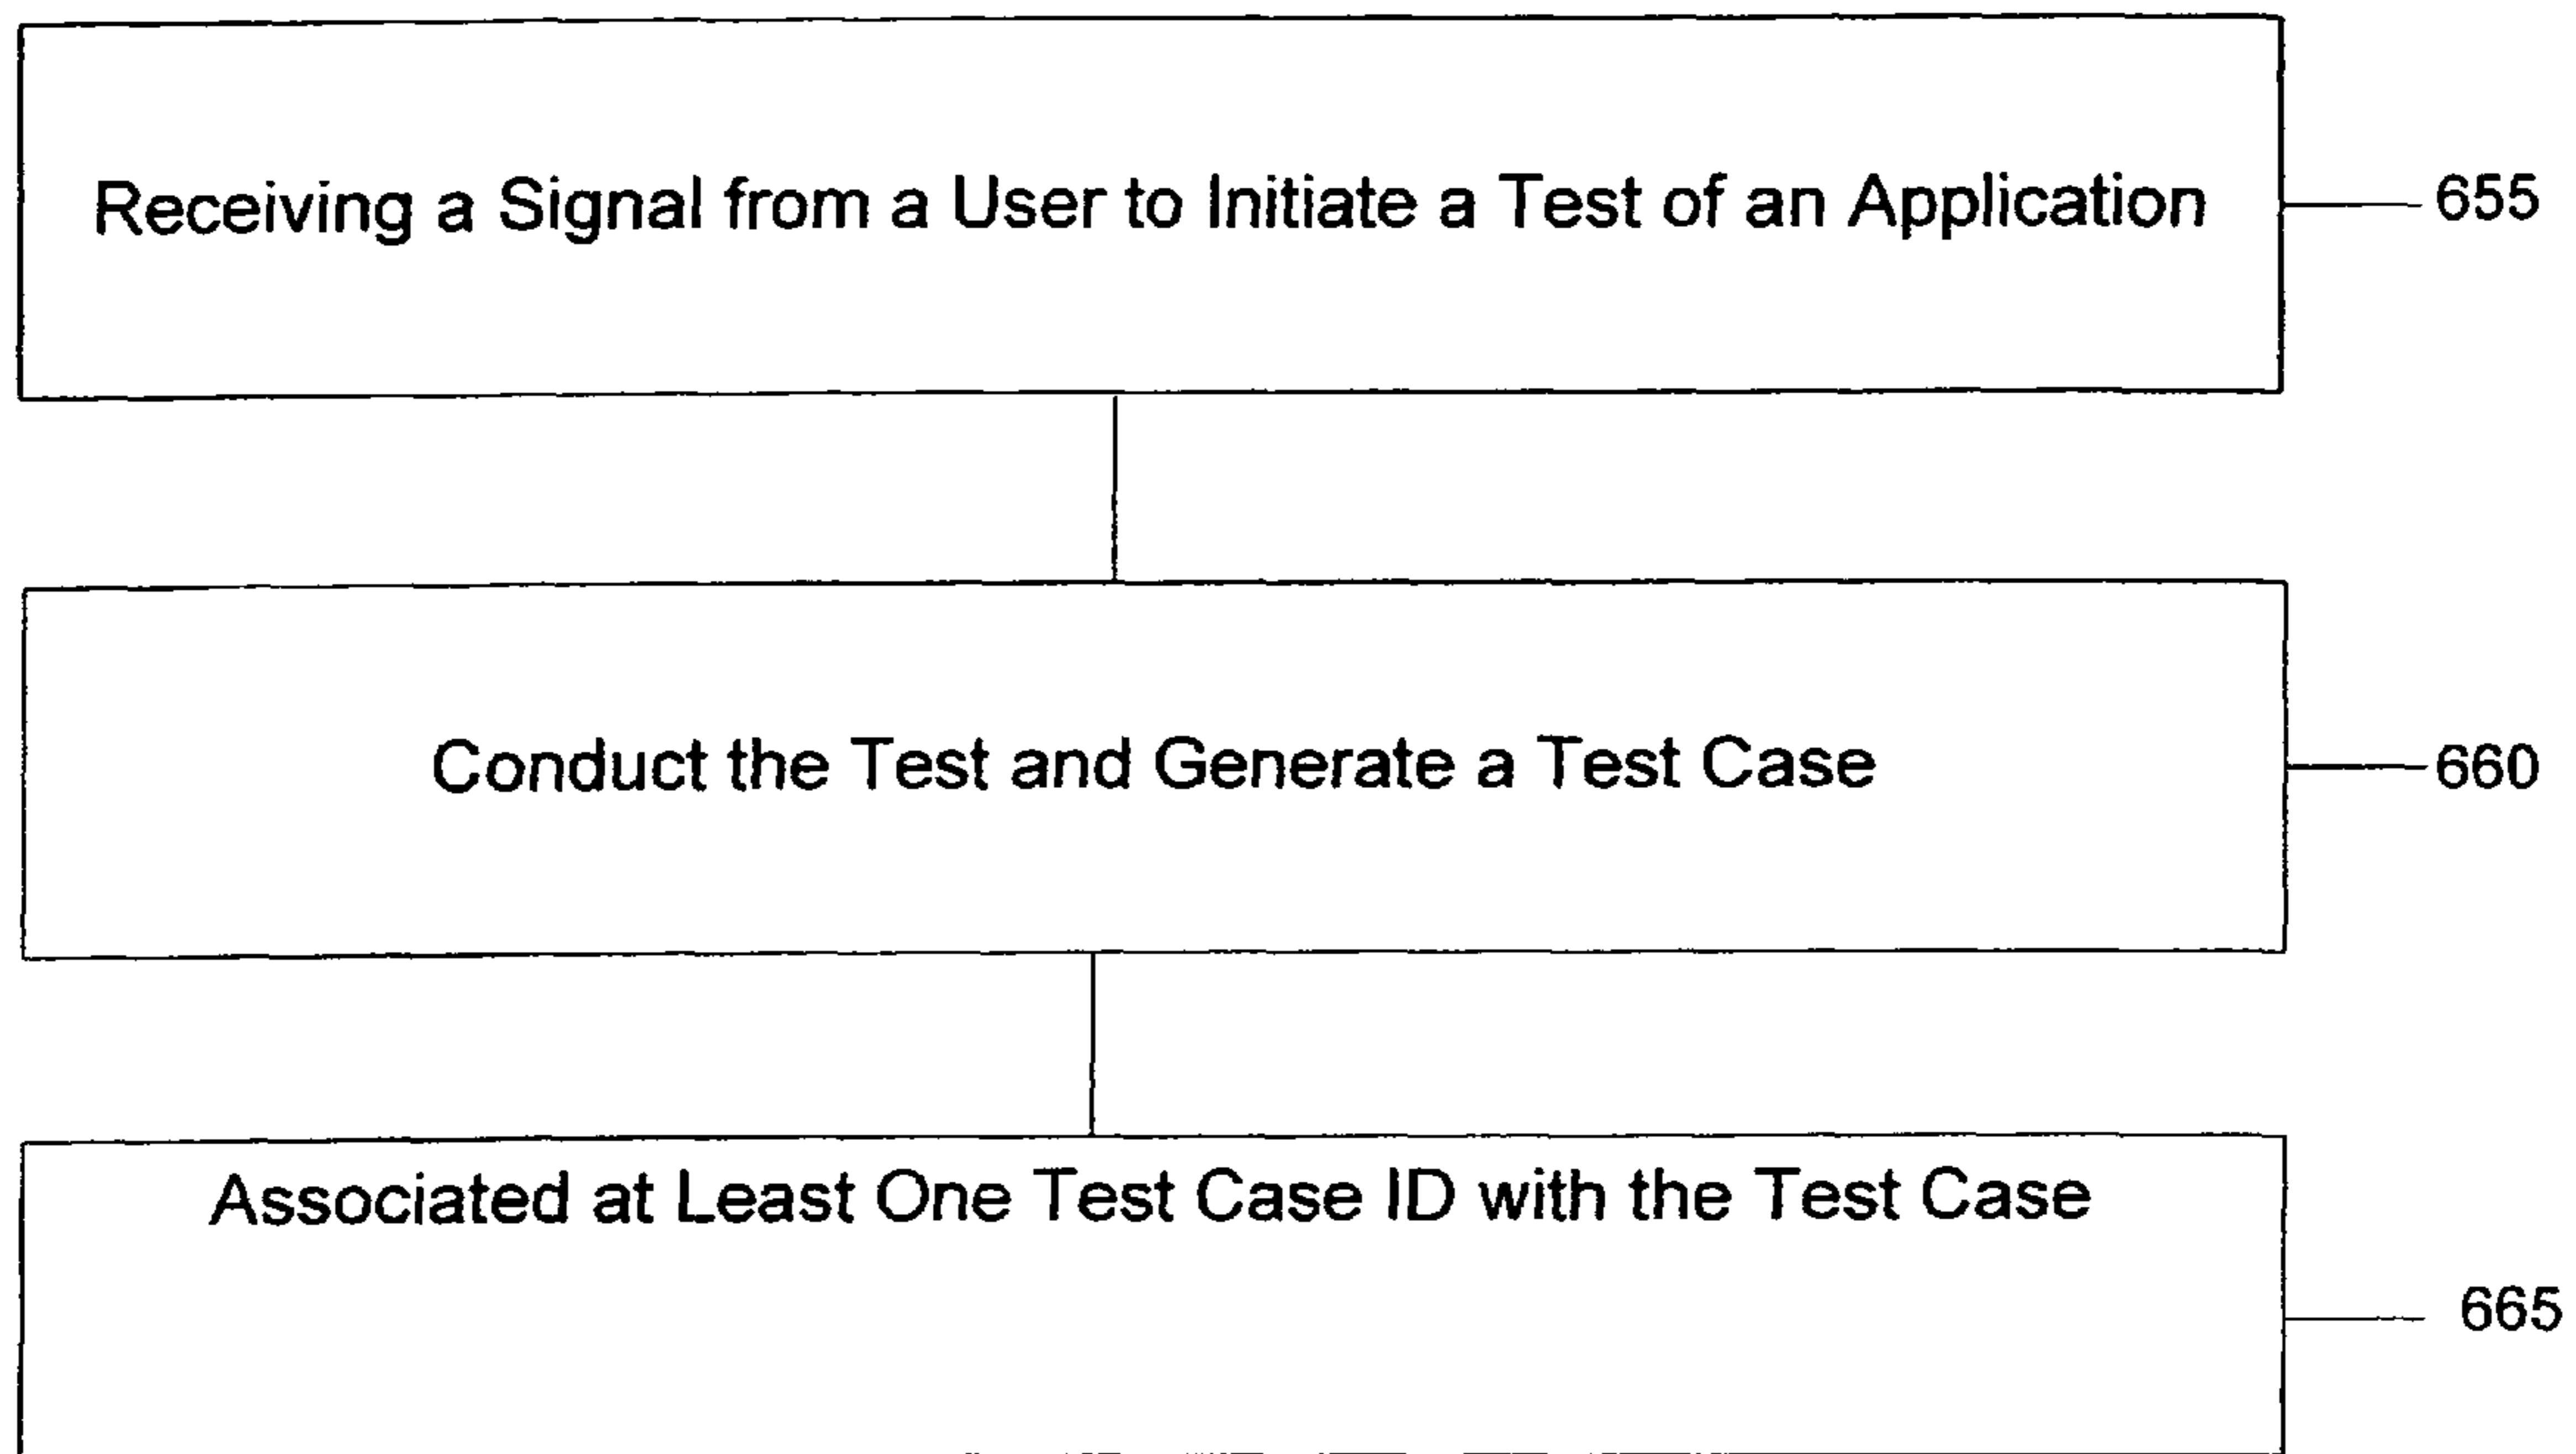 Receiving a Signal from a User to Initiate a Test of an Application
655
Conduct the Test and Generate a Test Case
660
Associated at Least One Test Case ID with the Test Case
665